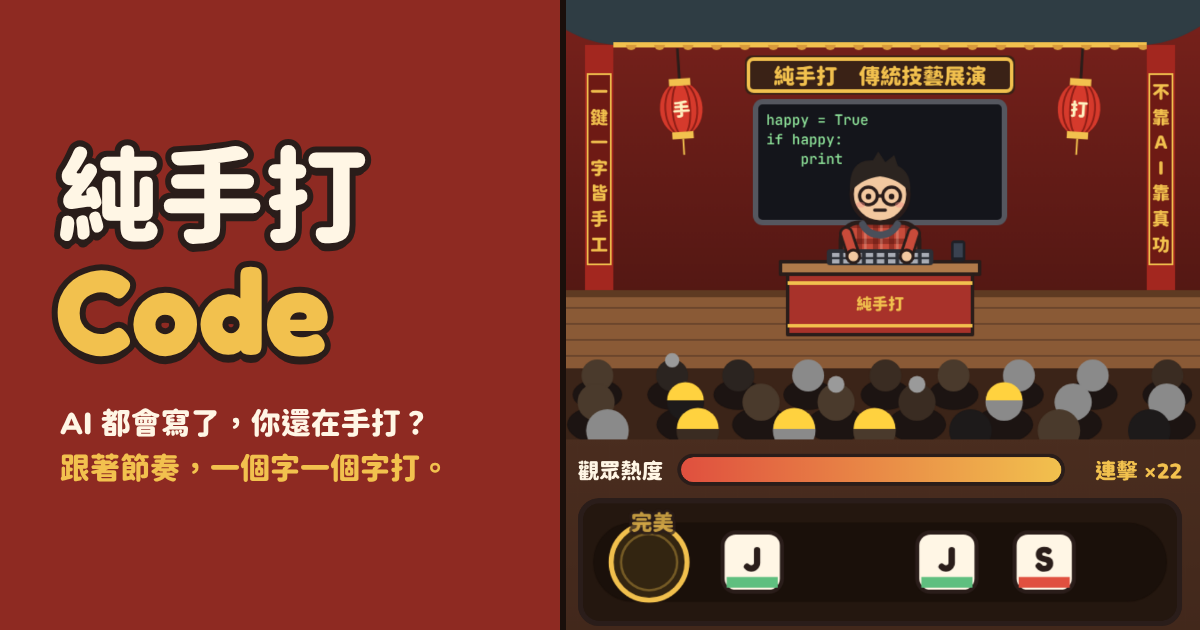 純手打
Code
AI 都會寫了，你還在手打？
跟著節奏，一個字一個字打。
純手打　傳統技藝展演
一鍵一字皆手工
手
打
不靠AI靠真功
happy = True
if happy:
    print
純手打
觀眾熱度
連擊 ×22
完美
J
J
S